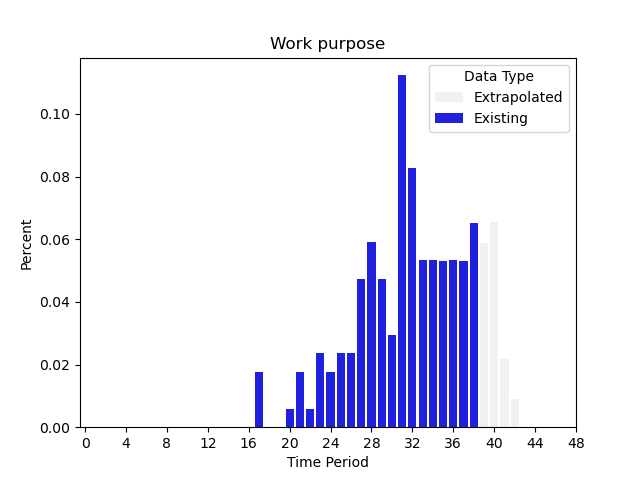 Work purpose
Data Type
Extrapolated
Existing
Percent
0.10
0.08
0.06
0.04
0.02
0.00
0 4 8 12 16 20 24 28 32 36 40 44 48
Time Period